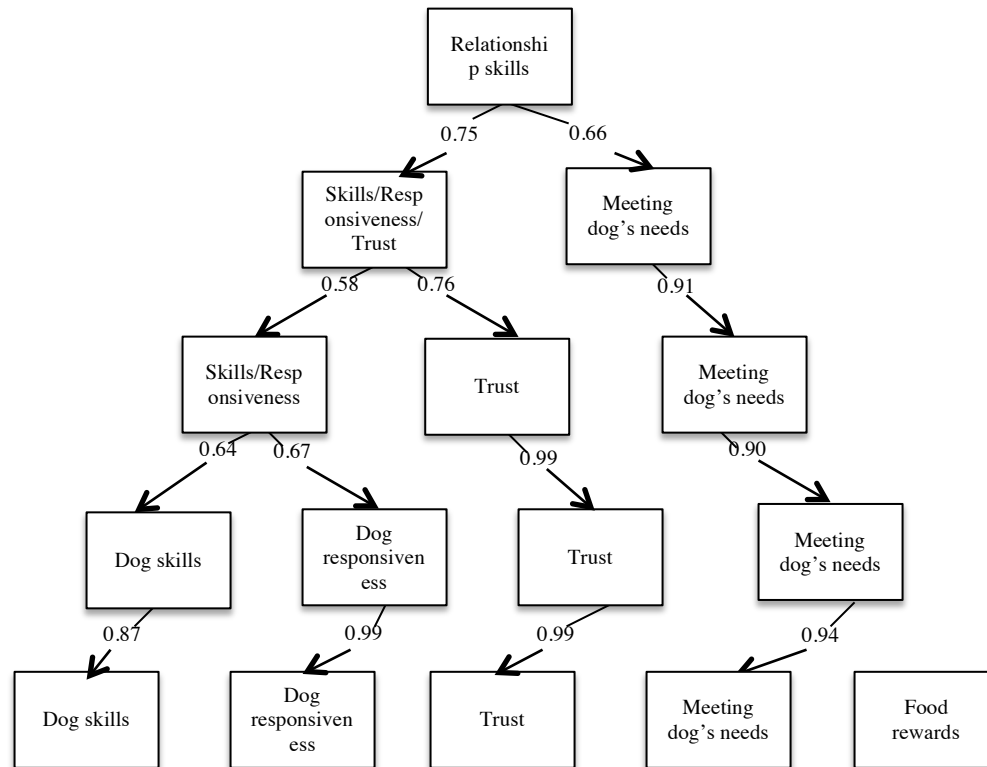 Relationshi
p skills
0.75
0.66
Skills/Resp
onsiveness/
Trust
Meeting
dog’s needs
0.58
0.76
0.91
Skills/Resp
onsiveness
Trust
Meeting
dog’s needs
0.64
0.67
0.99
0.90
Dog skills
Dog
responsiven
ess
Trust
Meeting
dog’s needs
0.87
0.99
0.99
0.94
Dog skills
Dog
responsiven
ess
Trust
Meeting
dog’s needs
Food
rewards